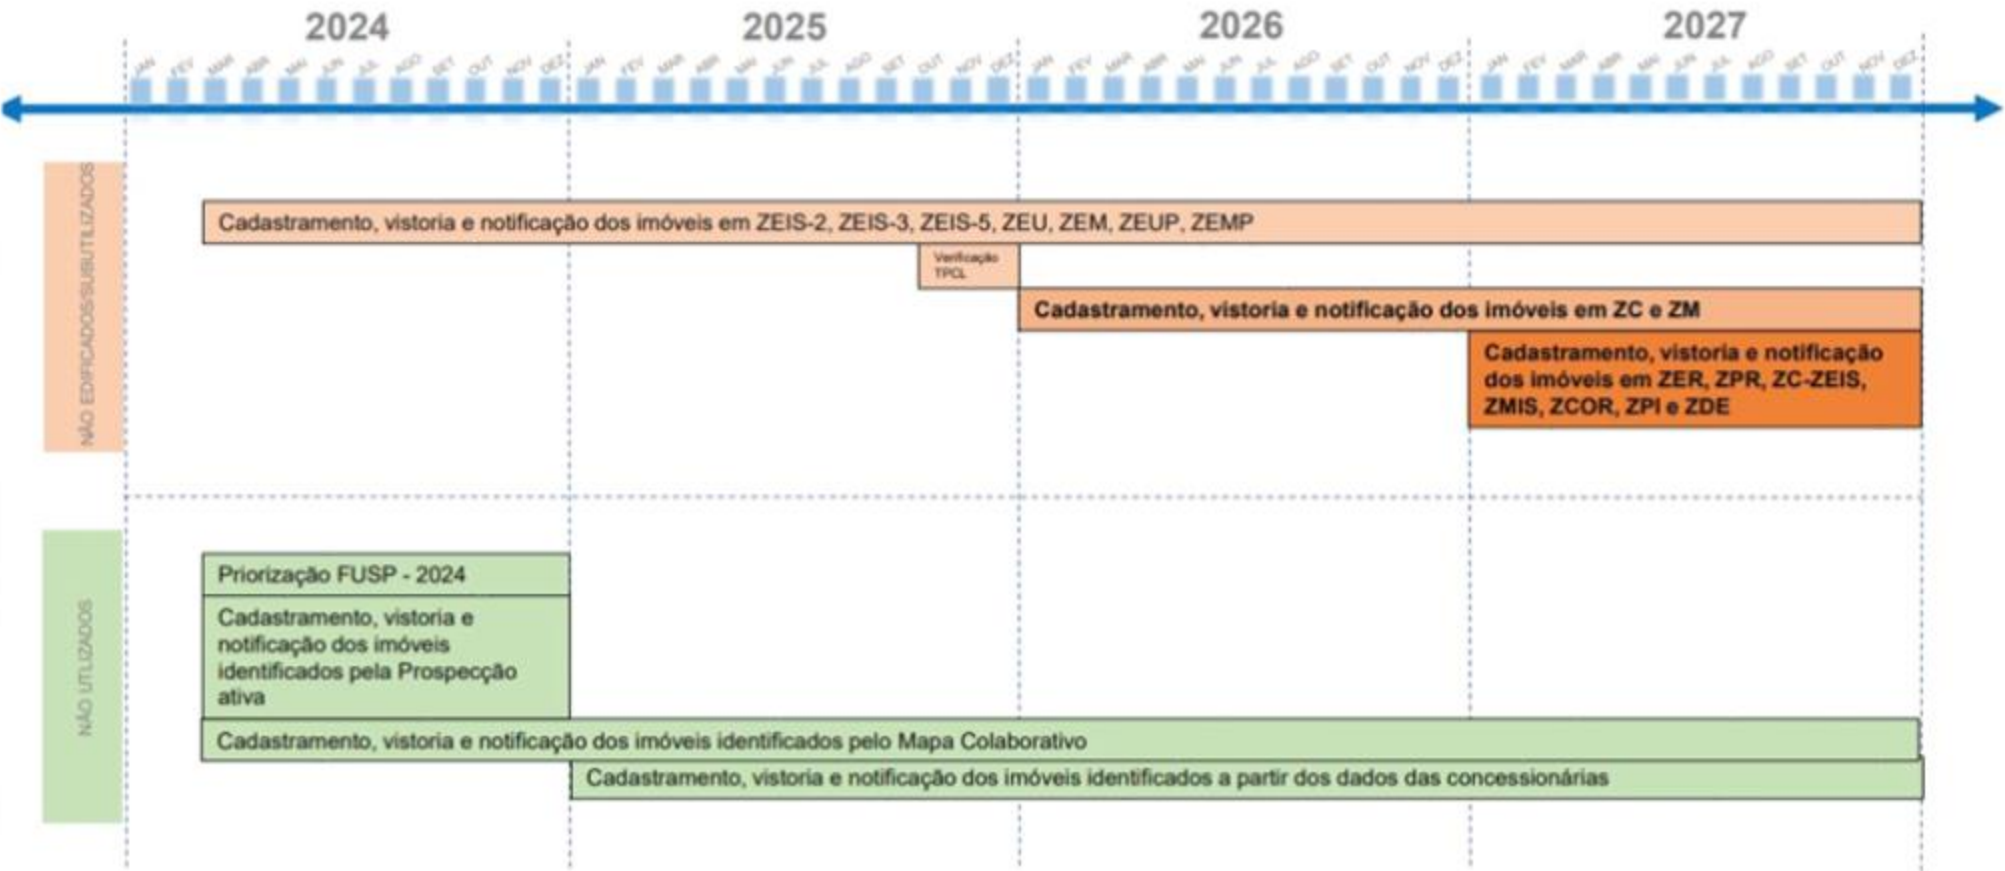 2024 2025 2026 2027
JAN FEV MAR ABR MAI JUN JUL AGO SET OUT NOV DEZ JAN FEV MAR ABR MAI JUN JUL AGO SET OUT NOV DEZ JAN FEV MAR ABR MAI JUN JUL AGO SET OUT NOV DEZ JAN FEV MAR ABR MAI JUN JUL AGO SET OUT NOV DEZ
NÃO EDIFICADOS/SUBUTILIZADOS
Cadastramento, vistoria e notificação dos imóveis em ZEIS-2, ZEIS-3, ZEIS-5, ZEU, ZEM, ZEUP, ZEMP
Verificação
TPCL
Cadastramento, vistoria e notificação dos imóveis em ZC e ZM
Cadastramento, vistoria e notificação
dos imóveis em ZER, ZPR, ZC-ZEIS,
ZMIS, ZCOR, ZPI e ZDE
NÃO UTLIZADOS
Priorização FUSP - 2024
Cadastramento, vistoria e
notificação dos imóveis
identificados pela Prospecção
ativa
Cadastramento, vistoria e notificação dos imóveis identificados pelo Mapa Colaborativo
Cadastramento, vistoria e notificação dos imóveis identificados a partir dos dados das concessionárias